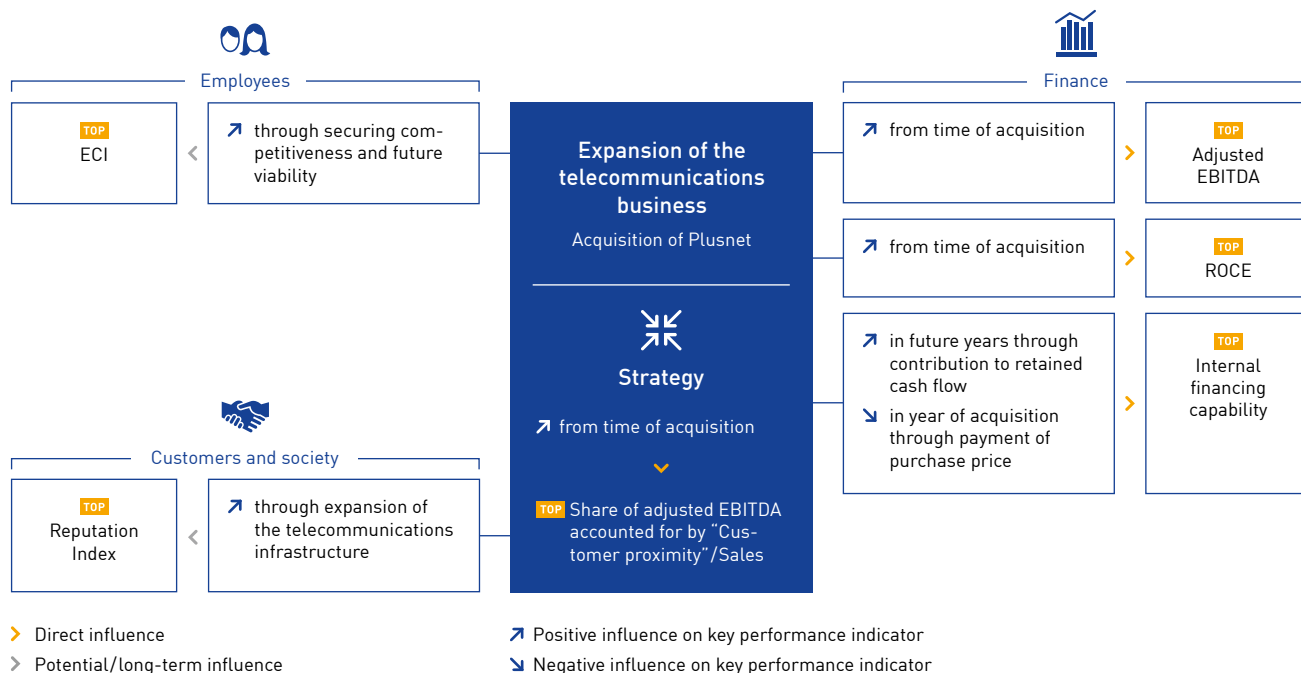 Employees
TOP
ECI
through securing com-
petitiveness and future
viability
Customers and society
TOP
Reputation
Index
through expansion of
the telecommunications
infrastructure
Expansion of the
telecommunications
business
Acquisition of Plusnet
Strategy
from time of acquisition
TOP Share of adjusted EBITDA
accounted for by “Cus-
tomer proximity”/Sales
Finance
from time of acquisition
TOP
Adjusted
EBITDA
from time of acquisition
TOP
ROCE
in future years through
contribution to retained
cash flow
in year of acquisition
through payment of
purchase price
TOP
Internal
financing
capability
Direct influence
Potential/long-term influence
Positive influence on key performance indicator
Negative influence on key performance indicator